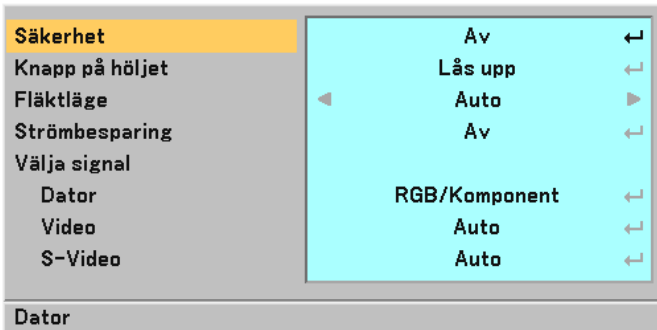 Säkerhet Av
Knapp på höljet Lås upp
Fläktläge Auto
Strömbesparing Av
Välja signal
Dator RGB/Komponent
Video Auto
S-Video Auto
Dator